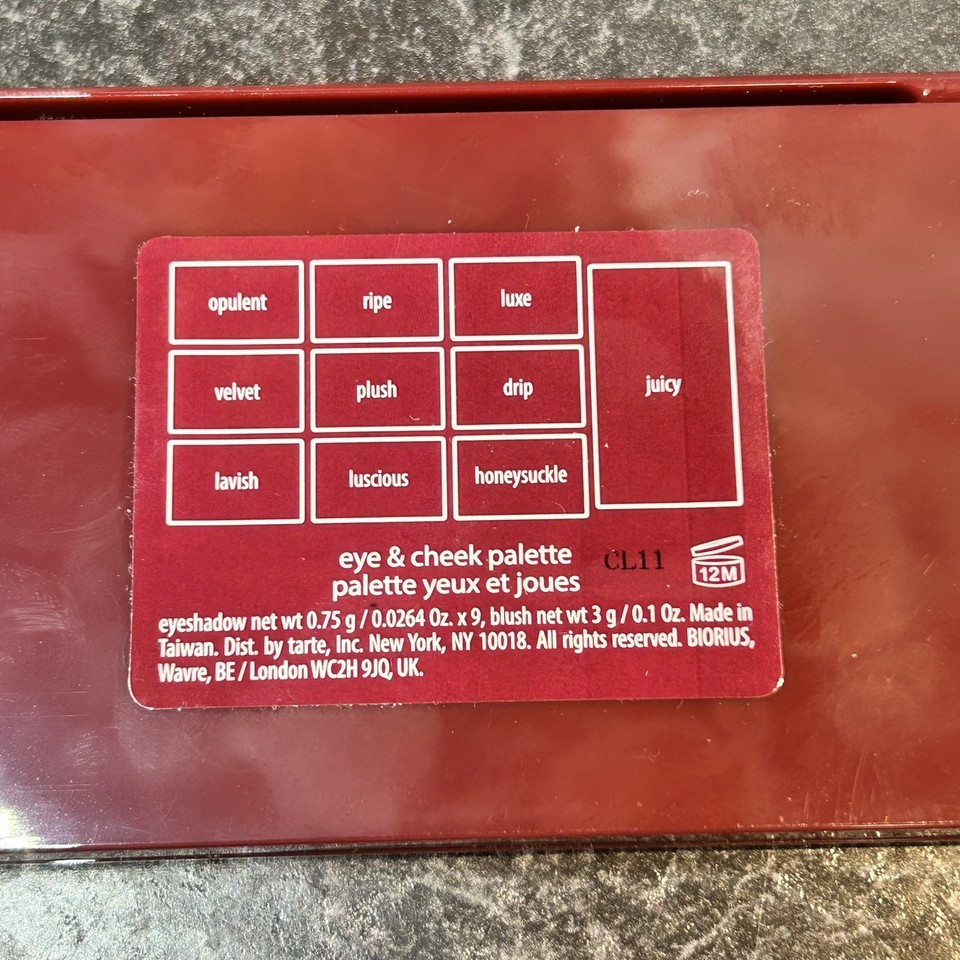 opulent ripe luxe
velvet plush drip juicy
lavish luscious honeysuckle
eye & cheek palette CL11 12M
palette yeux et joues
eyeshadow net wt 0.75 g / 0.0264 Oz. x 9, blush net wt 3 g / 0.1 Oz. Made in
Taiwan. Dist. by tarte, Inc. New York, NY 10018. All rights reserved. BIORIUS,
Wavre, BE / London WC2H 9JQ, UK.